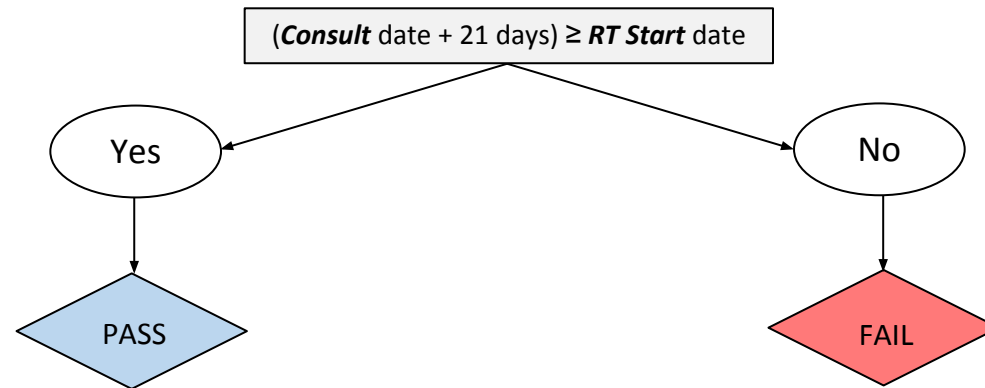 (Consult date + 21 days) ≥ RT Start date
Yes
No
PASS
FAIL